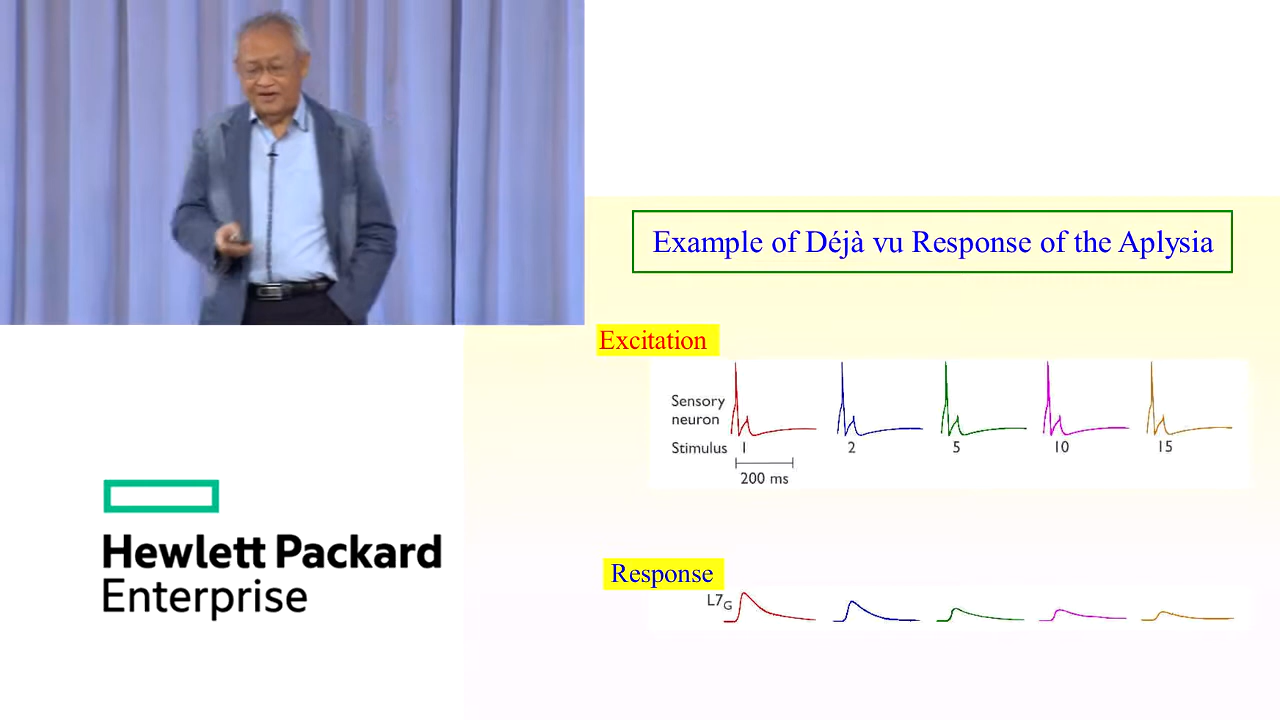 Example of Déjà vu Response of the Aplysia
Excitation
Sensory
neuron
Stimulus 1 2 5 10 15
200 ms
Hewlett Packard
Enterprise
Response
L7G